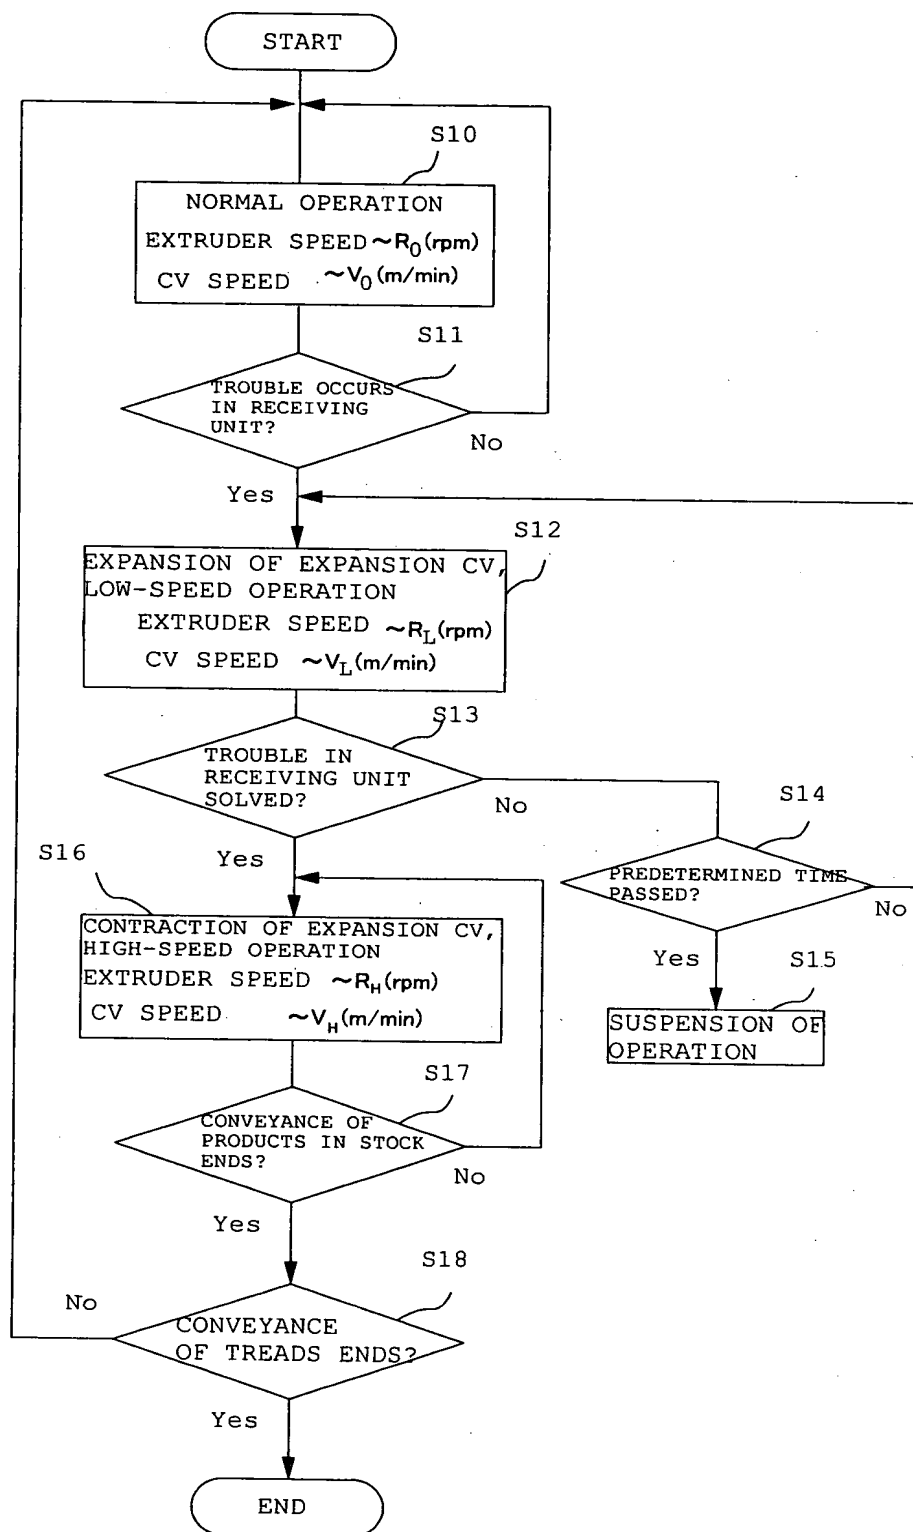 START
S10
NORMAL OPERATION
EXTRUDER SPEED ~R0(rpm)
CV SPEED ~V0(m/min)
S11
TROUBLE OCCURS
IN RECEIVING
UNIT?
No
Yes
S12
EXPANSION OF EXPANSION CV,
LOW-SPEED OPERATION
EXTRUDER SPEED ~RL(rpm)
CV SPEED ~VL(m/min)
S13
TROUBLE IN
RECEIVING UNIT
SOLVED?
No
Yes
S14
PREDETERMINED TIME
PASSED?
No
Yes
S15
SUSPENSION OF
OPERATION
S16
CONTRACTION OF EXPANSION CV,
HIGH-SPEED OPERATION
EXTRUDER SPEED ~RH(rpm)
CV SPEED ~VH(m/min)
S17
CONVEYANCE OF
PRODUCTS IN STOCK
ENDS?
No
Yes
S18
No
CONVEYANCE
OF TREADS ENDS?
Yes
END